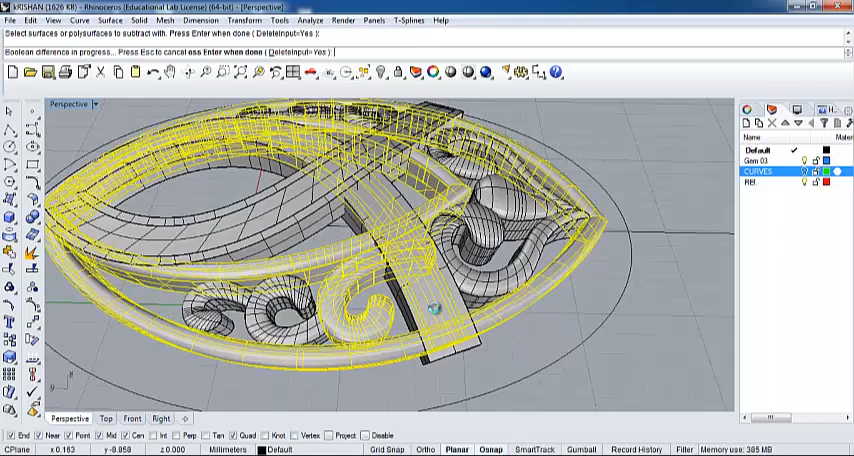 kRISHAN (1626 KB) - Rhinoceros (Educational Lab License) (64-bit) - [Perspective]
File Edit View Curve Surface Solid Mesh Dimension Transform Tools Analyze Render Panels T-Splines Help
Select surfaces or polysurfaces to subtract with. Press Enter when done ( DeleteInput=Yes ):
Boolean difference in progress... Press Esc to cancel ess Enter when done ( DeleteInput=Yes ):
Perspective
H...
Name Mater
Default
Gem 03
CURVES
REF.
y x
Perspective Top Front Right
End Near Point Mid Cen Int Perp Tan Quad Knot Vertex Project Disable
CPlane x 0.163 y -8.958 z 0.000 Millimeters Default Grid Snap Ortho Planar Osnap SmartTrack Gumball Record History Filter Memory use: 385 MB